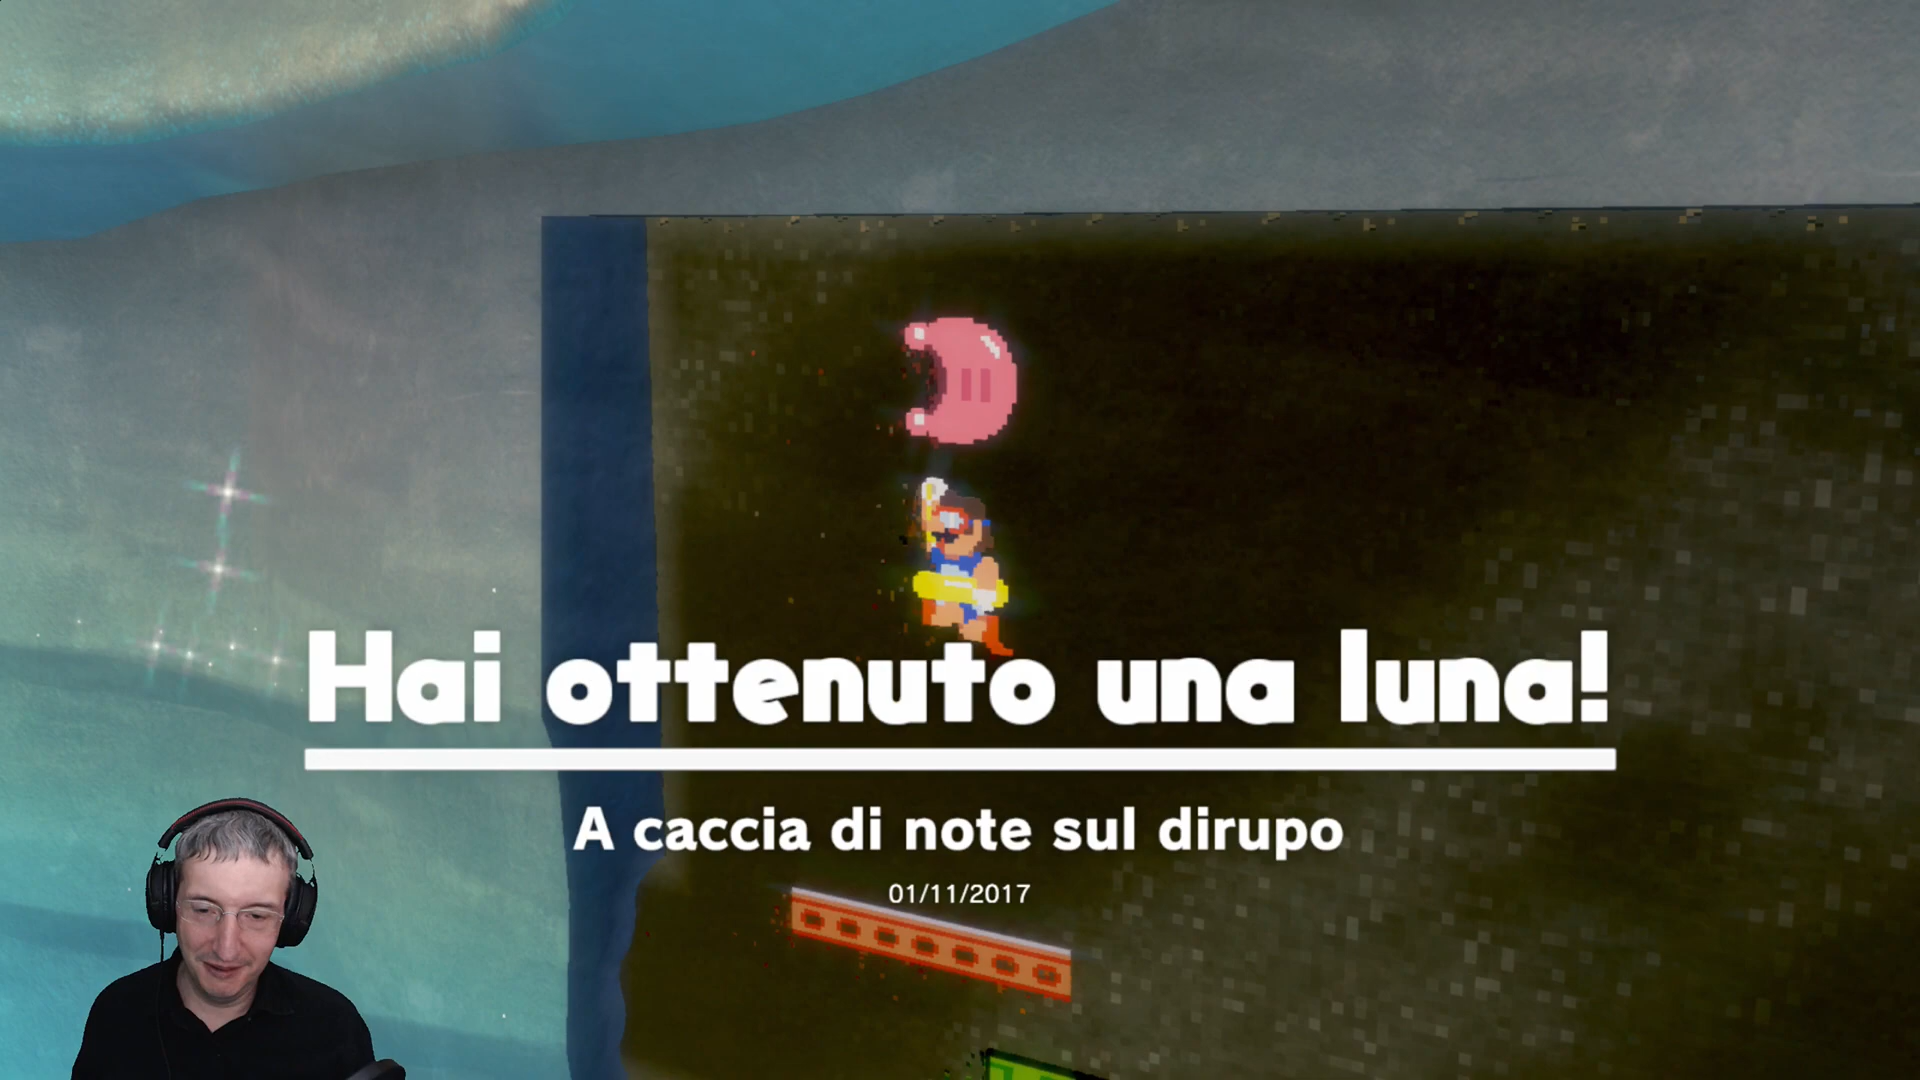 Hai ottenuto una luna!
A caccia di note sul dirupo
01/11/2017